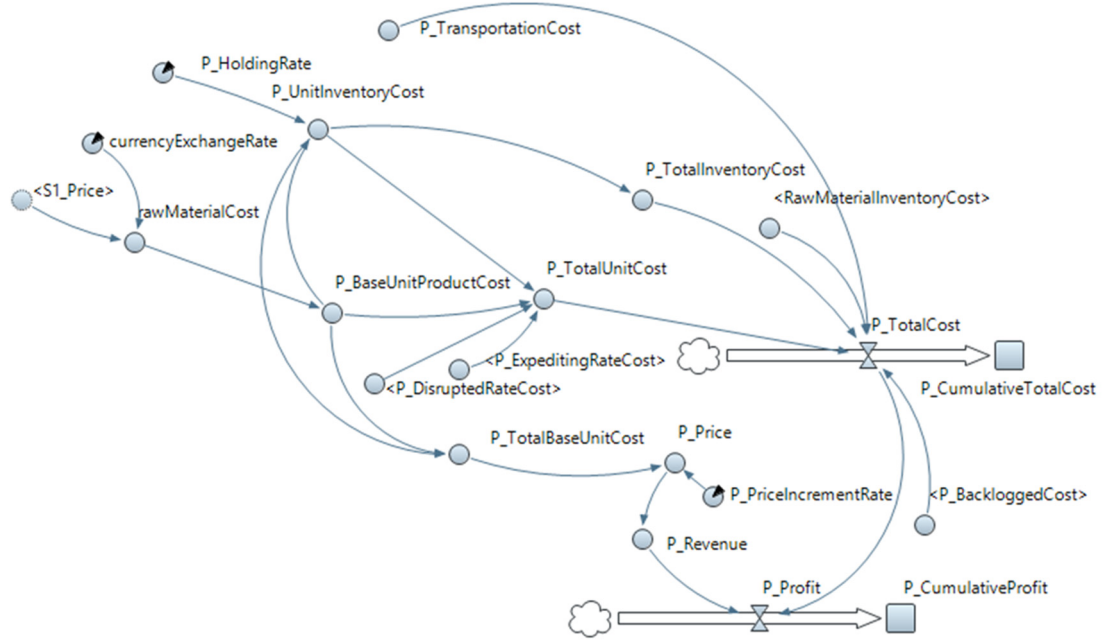 P_TransportationCost
P_HoldingRate
P_UnitInventoryCost
currencyExchangeRate
P_TotalInventoryCost
<S1_Price>
<RawMaterialInventoryCost>
rawMaterialCost
P_TotalUnitCost
P_BaseUnitProductCost
P_TotalCost
<P_ExpeditingRateCost>
<P_DisruptedRateCost>
P_CumulativeTotalCost
P_TotalBaseUnitCost
P_Price
P_PriceIncrementRate
<P_BackloggedCost>
P_Revenue
P_Profit
P_CumulativeProfit